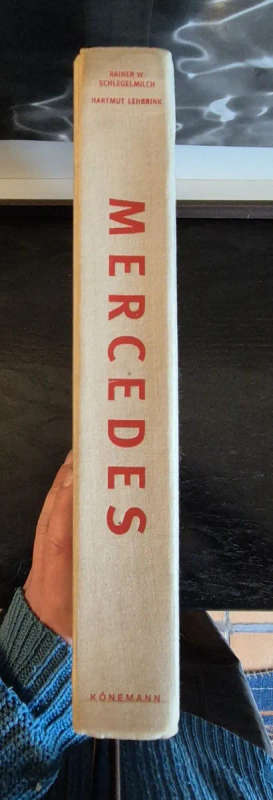 RAINER W.
SCHLEGELMILCH
HARTMUT LEHBRINK
MERCEDES
KÖNEMANN